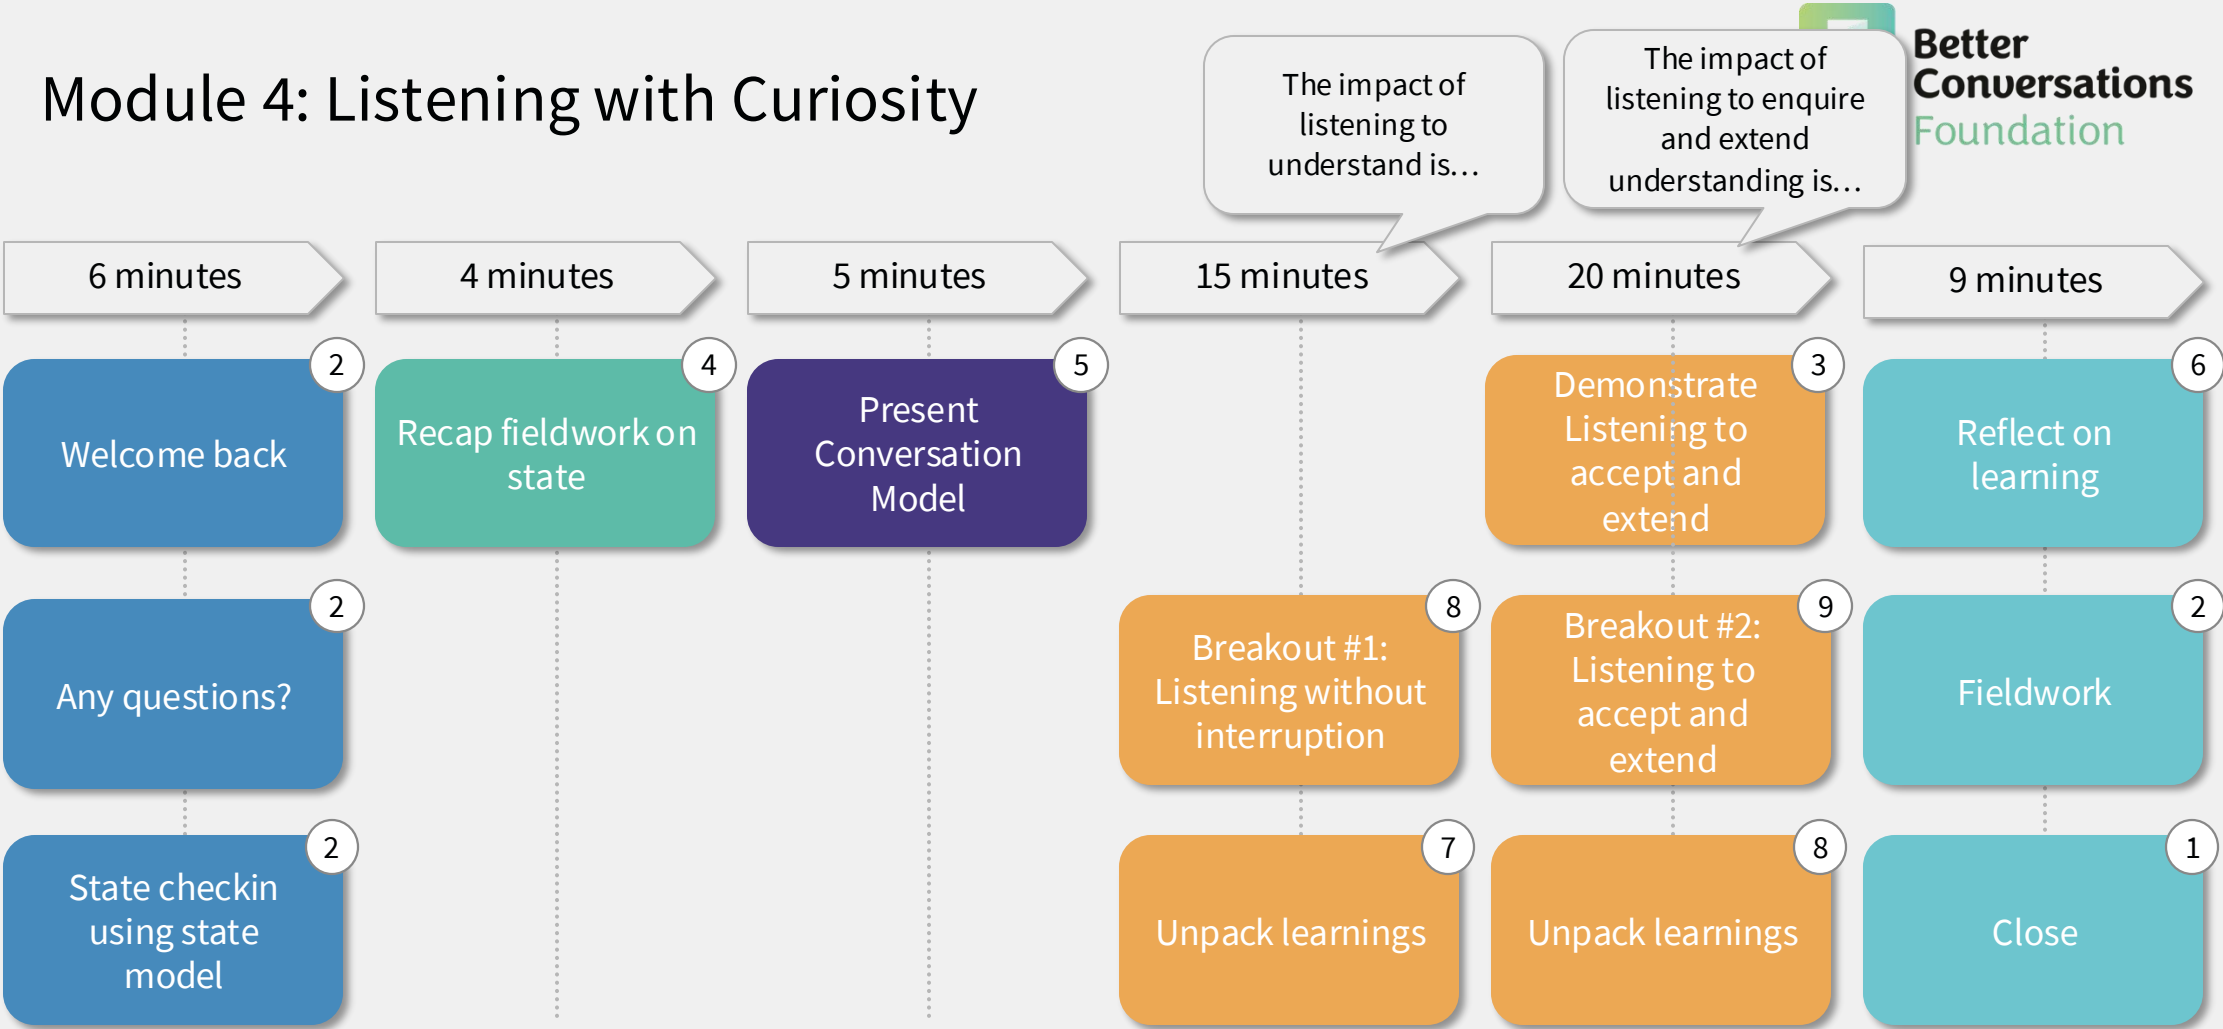 Module 4: Listening with Curiosity
The impact of
listening to
understand is...
The impact of
listening to enquire
and extend
understanding is...
Better
Conversations
Foundation
6 minutes
4 minutes
5 minutes
15 minutes
20 minutes
9 minutes
2
Welcome back
4
Recap fieldwork on
state
5
Present
Conversation
Model
3
Demonstrate
Listening to
accept and
extend
6
Reflect on
learning
2
Any questions?
8
Breakout #1:
Listening without
interruption
9
Breakout #2:
Listening to
accept and
extend
2
Fieldwork
2
State checkin
using state
model
7
Unpack learnings
8
Unpack learnings
1
Close